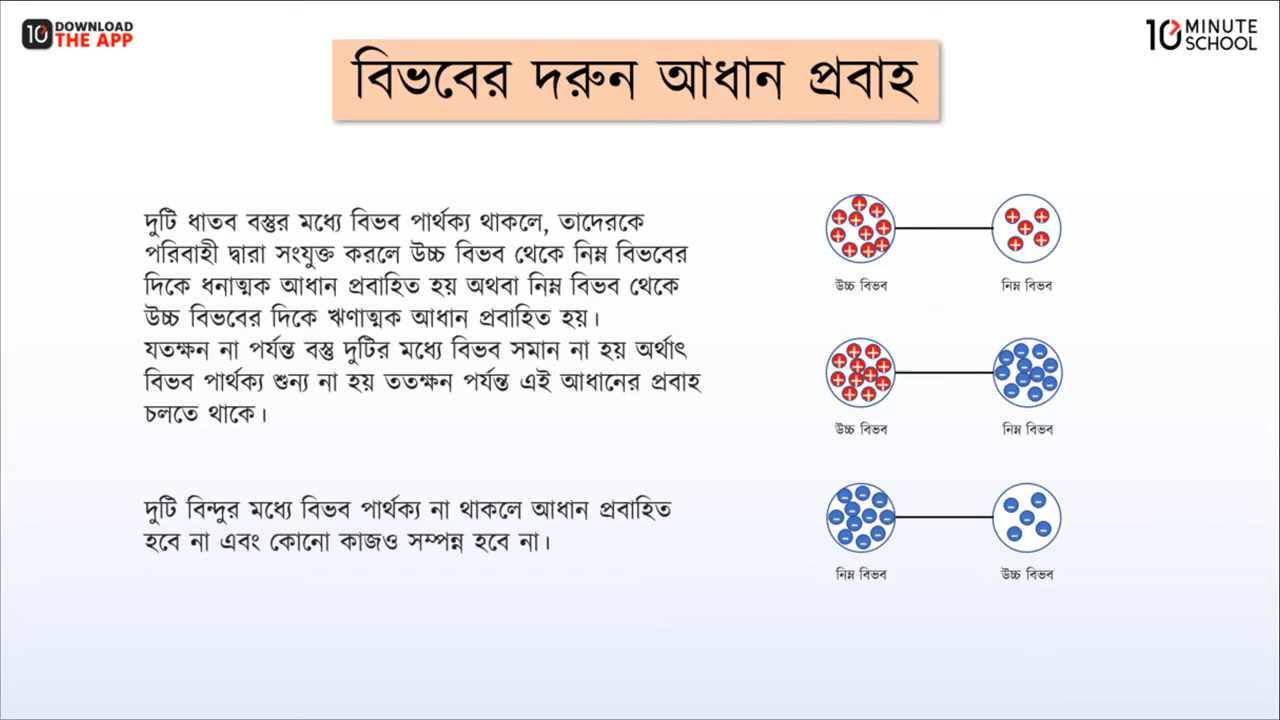 10 DOWNLOAD THE APP
10 MINUTE SCHOOL
বিভবের দরুন আধান প্রবাহ
দুটি ধাতব বস্তুর মধ্যে বিভব পার্থক্য থাকলে, তাদেরকে
পরিবাহী দ্বারা সংযুক্ত করলে উচ্চ বিভব থেকে নিম্ন বিভবের
দিকে ধনাত্মক আধান প্রবাহিত হয় অথবা নিম্ন বিভব থেকে
উচ্চ বিভবের দিকে ঋণাত্মক আধান প্রবাহিত হয়।
যতক্ষন না পর্যন্ত বস্তু দুটির মধ্যে বিভব সমান না হয় অর্থাৎ
বিভব পার্থক্য শুন্য না হয় ততক্ষন পর্যন্ত এই আধানের প্রবাহ
চলতে থাকে।
দুটি বিন্দুর মধ্যে বিভব পার্থক্য না থাকলে আধান প্রবাহিত
হবে না এবং কোনো কাজও সম্পন্ন হবে না।
উচ্চ বিভব
নিম্ন বিভব
উচ্চ বিভব
নিম্ন বিভব
নিম্ন বিভব
উচ্চ বিভব